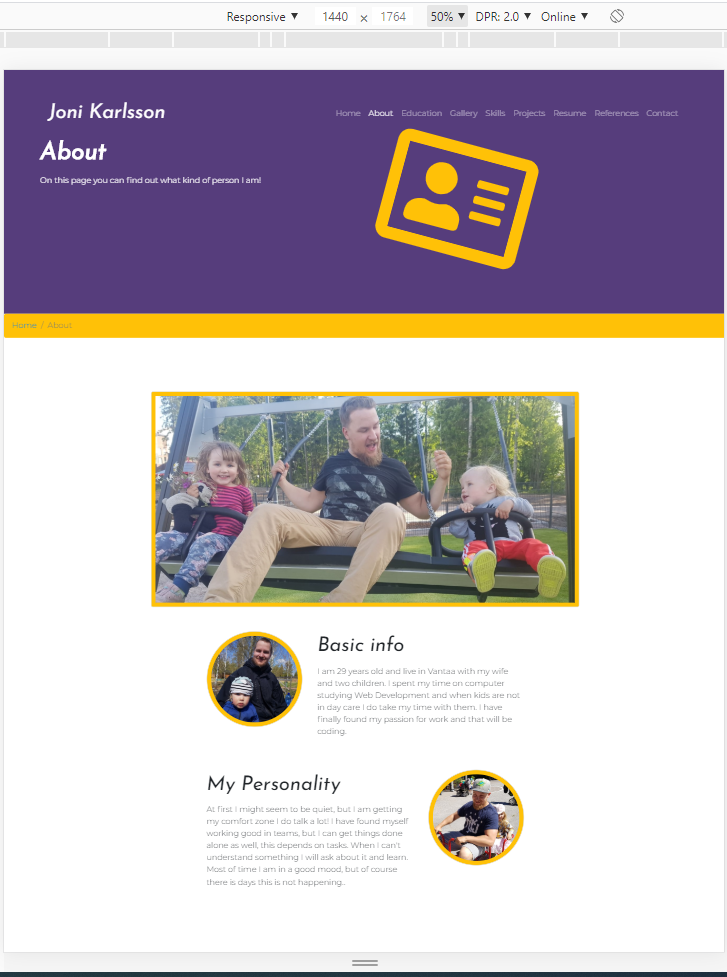 Responsive ▼ 1440 × 1764 50% ▼ DPR: 2.0 ▼ Online ▼
Joni Karlsson
Home About Education Gallery Skills Projects Resume References Contact
About
On this page you can find out what kind of person I am!
Home / About
Basic info
I am 29 years old and live in Vantaa with my wife
and two children. I spent my time on computer
studying Web Development and when kids are not
in day care I do take my time with them. I have
finally found my passion for work and that will be
coding.
My Personality
At first I might seem to be quiet, but I am getting
my comfort zone I do talk a lot! I have found myself
working good in teams, but I can get things done
alone as well, this depends on tasks. When I can't
understand something I will ask about it and learn.
Most of time I am in a good mood, but of course
there is days this is not happening..